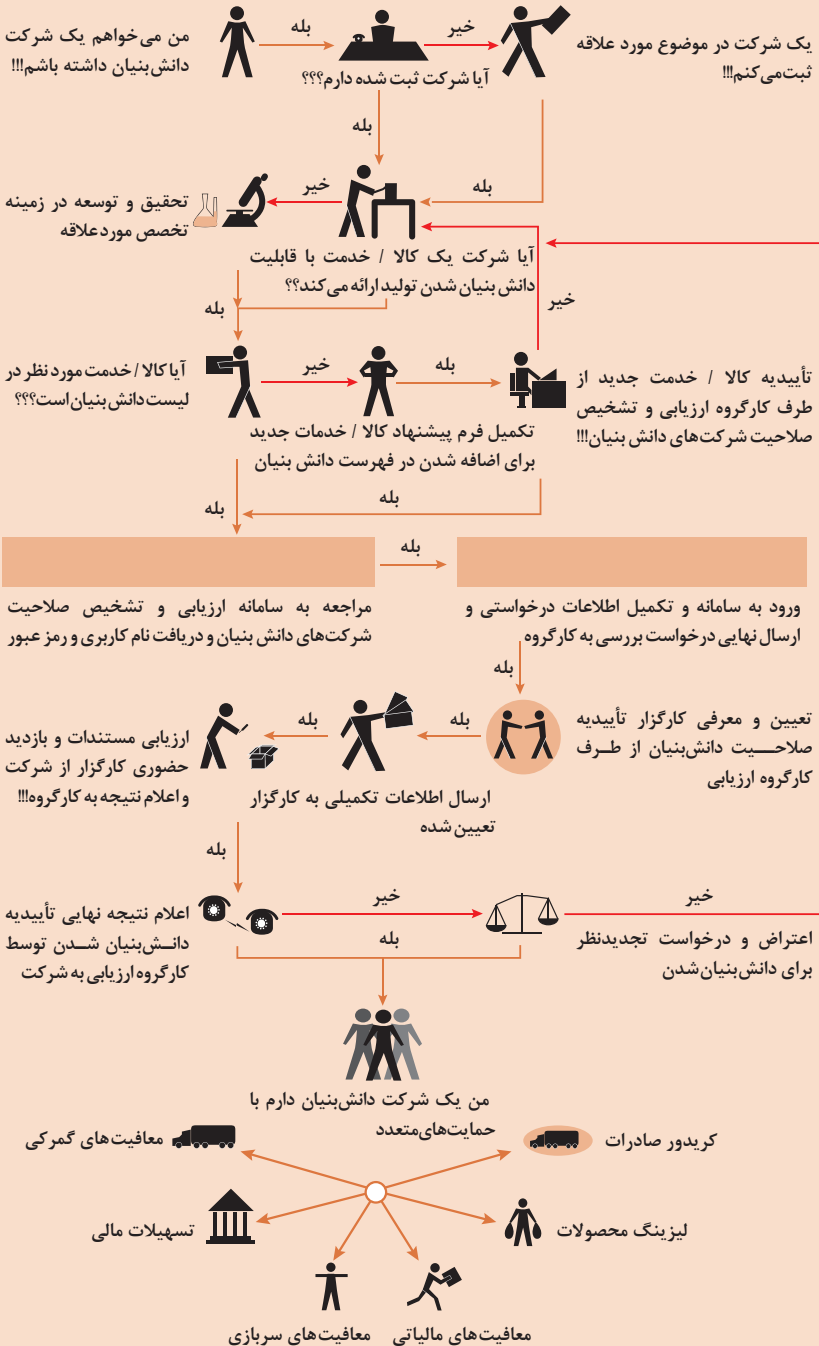 من می‌خواهم یک شرکت
دانش‌بنیان داشته باشم!!!
بله
آیا شرکت ثبت شده دارم؟؟؟
خیر
یک شرکت در موضوع مورد علاقه
ثبت‌می‌کنم!!!
بله
بله
آیا شرکت یک کالا / خدمت با قابلیت
دانش‌بنیان شدن تولید ارائه می‌کند؟؟
خیر
تحقیق و توسعه در زمینه
تخصص مورد علاقه
بله
خیر
آیا کالا / خدمت مورد نظر در
لیست دانش‌بنیان است؟؟؟
خیر
تکمیل فرم پیشنهاد کالا / خدمات جدید
برای اضافه شدن در فهرست دانش بنیان
بله
تأییدیه کالا / خدمت جدید از
طرف کارگروه ارزیابی و تشخیص
صلاحیت شرکت‌های دانش بنیان!!!
بله
بله
مراجعه به سامانه ارزیابی و تشخیص صلاحیت
شرکت‌های دانش بنیان و دریافت نام کاربری و رمز عبور
بله
ورود به سامانه و تکمیل اطلاعات درخواستی و
ارسال نهایی درخواست بررسی به کارگروه
بله
تعیین و معرفی کارگزار تأییدیه
صلاحـــیت دانش‌بنیان از طــرف
کارگروه ارزیابی
بله
ارسال اطلاعات تکمیلی به کارگزار
تعیین شده
بله
ارزیابی مستندات و بازدید
حضوری کارگزار از شرکت
و اعلام نتیجه به کارگروه!!!
بله
اعلام نتیجه نهایی تأییدیه
دانــش‌بنیان شــدن توسط
کارگروه ارزیابی به شرکت
خیر
بله
خیر
اعتراض و درخواست تجدیدنظر
برای دانش‌بنیان‌شدن
من یک شرکت دانش‌بنیان دارم با
حمایت‌های‌متعدد
کریدور صادرات
معافیت‌های گمرکی
لیزینگ محصولات
تسهیلات مالی
معافیت‌های مالیاتی
معافیت‌های سربازی